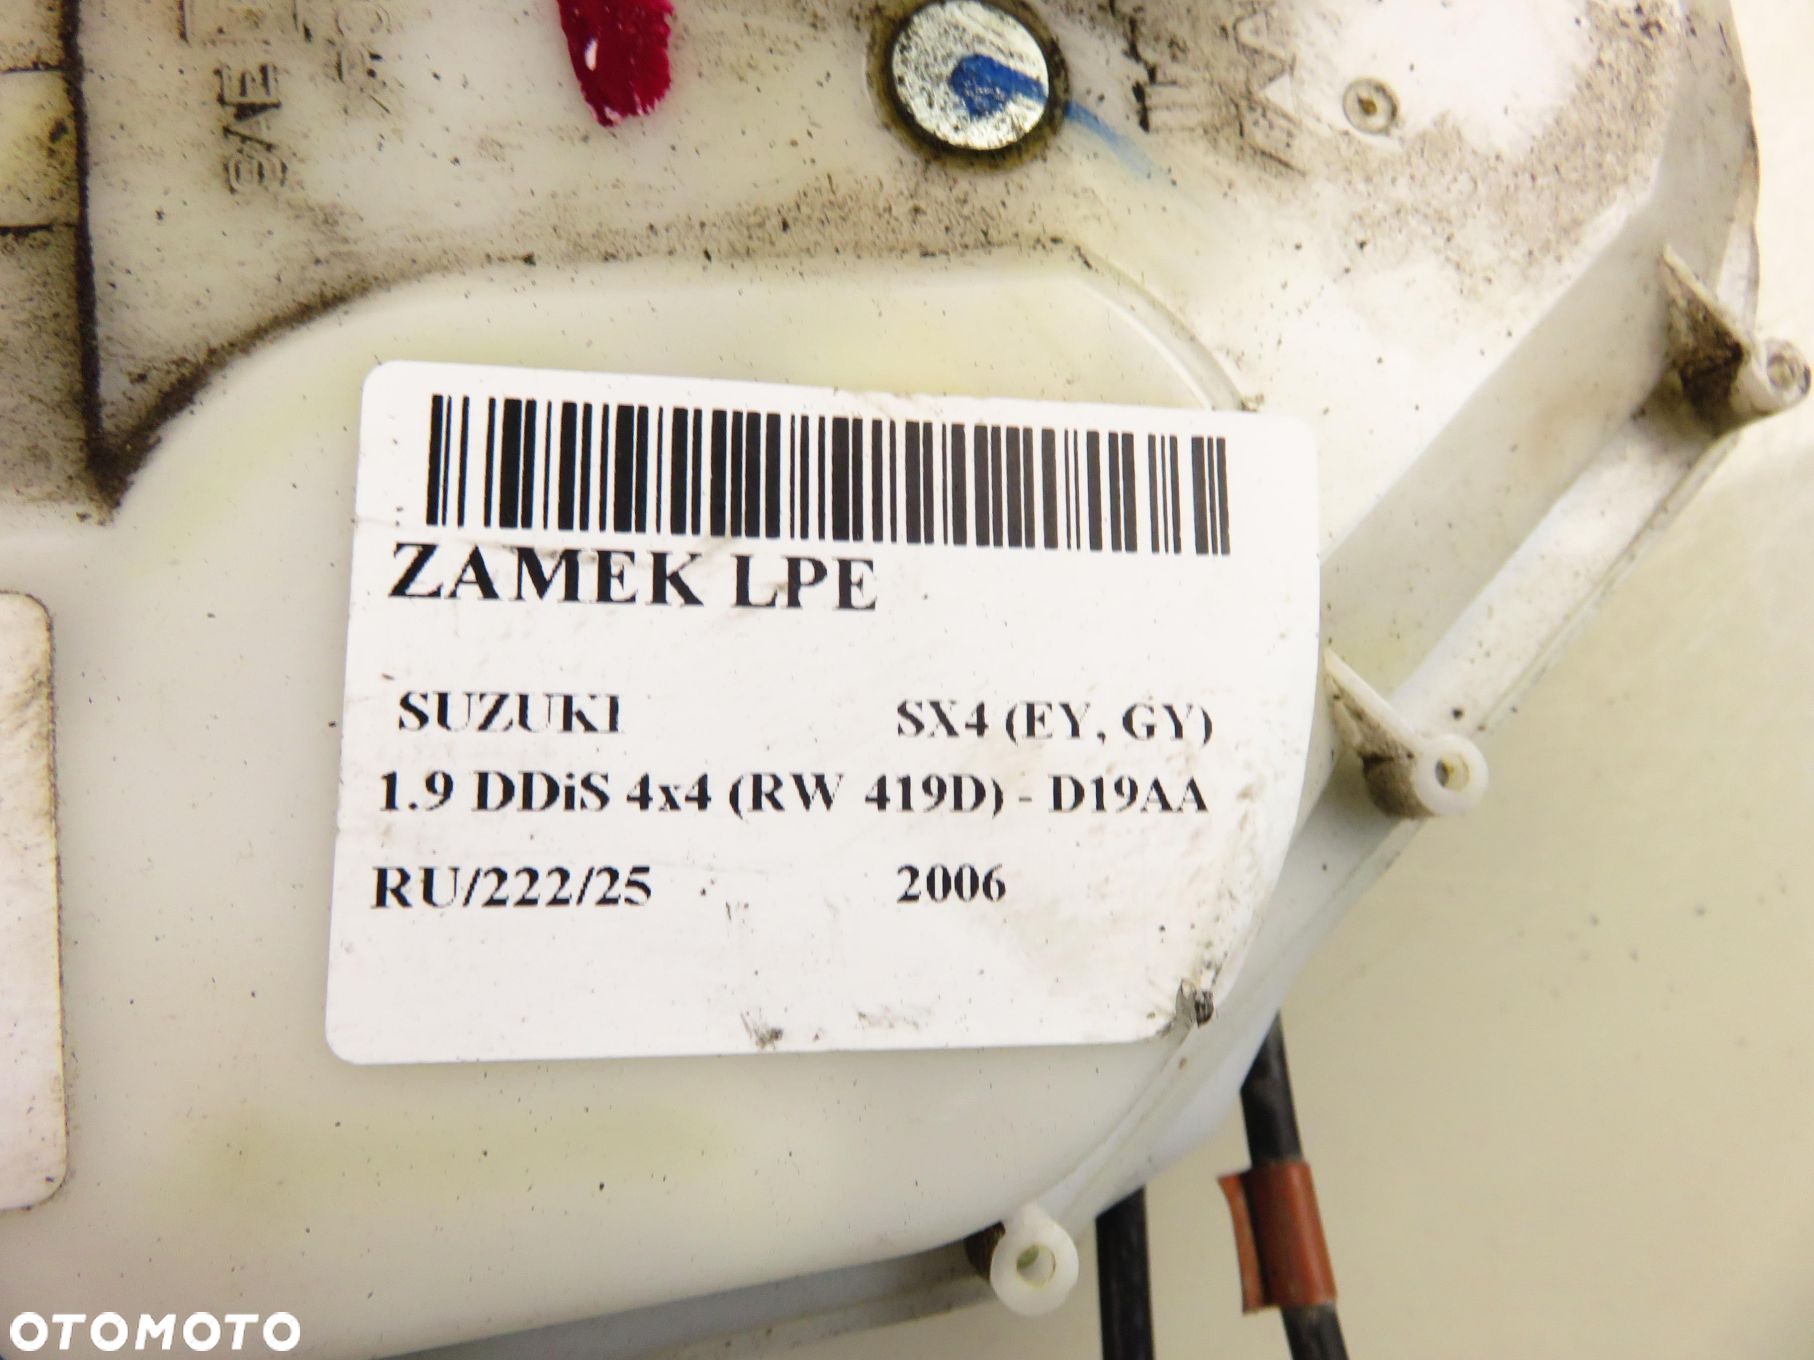 ZAMEK LPE
SUZUKI SX4 (EY, GY)
1.9 DDiS 4x4 (RW 419D) - D19AA
RU/222/25 2006
OTOMOTO